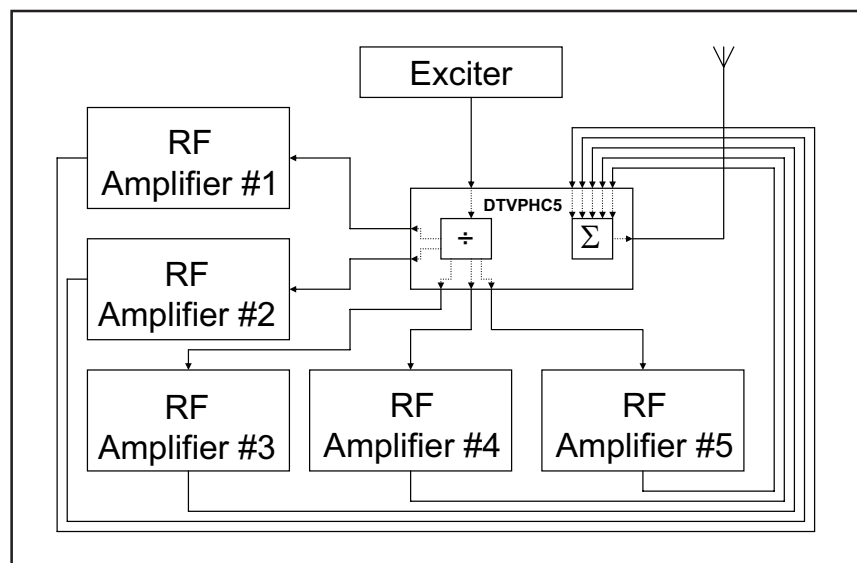 Exciter
RF
Amplifier #1
DTVPHC5
÷
Σ
RF
Amplifier #2
RF
Amplifier #3
RF
Amplifier #4
RF
Amplifier #5